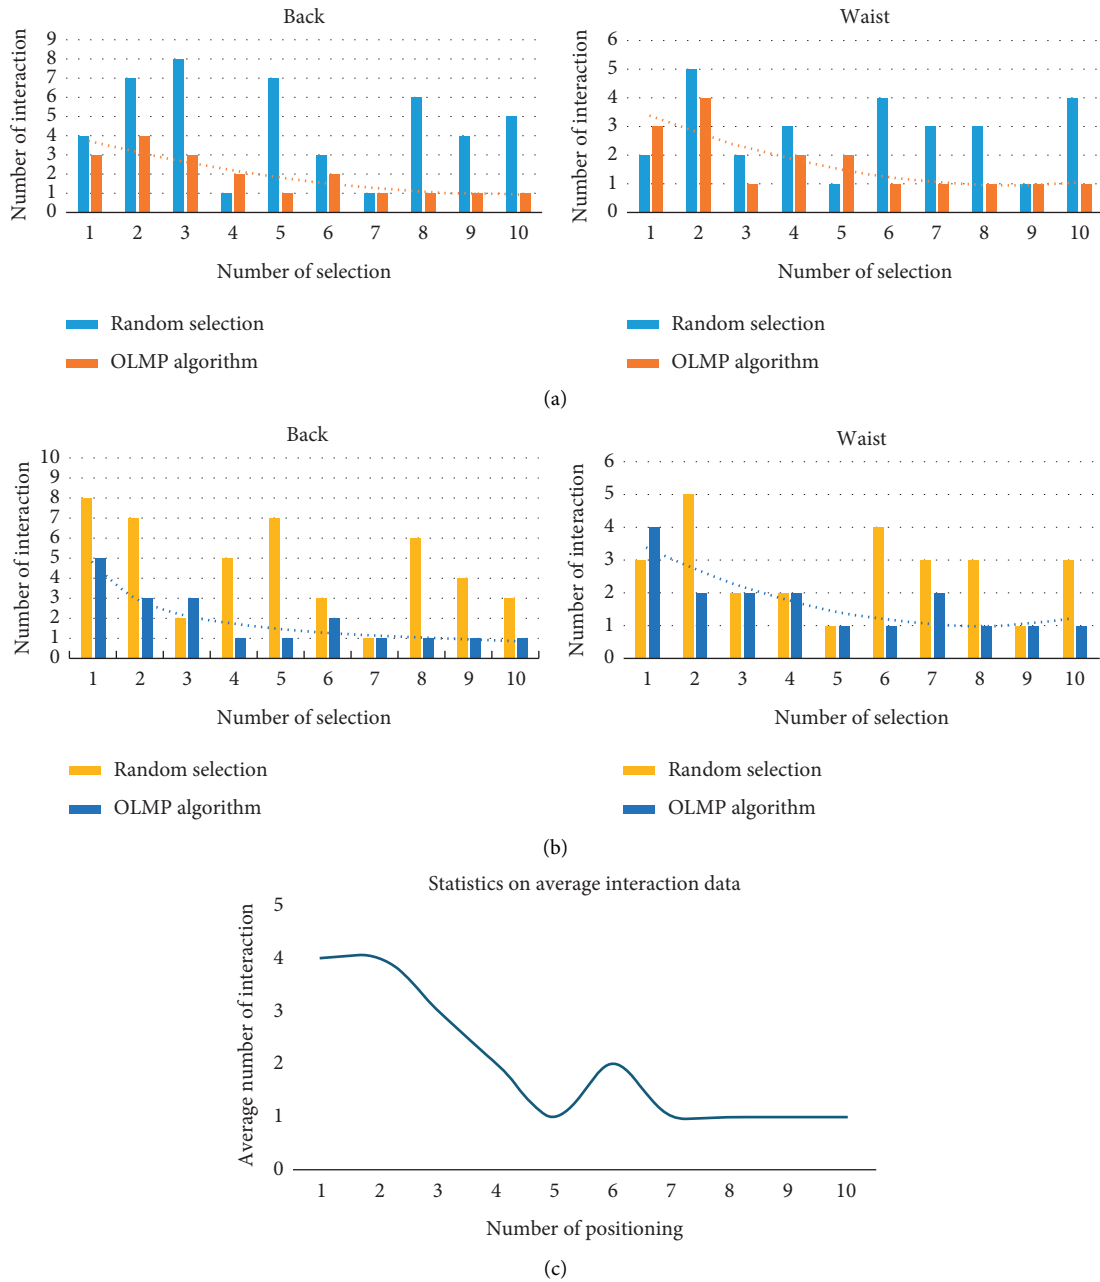 Back
Number of interaction
9
8
7
6
5
4
3
2
1
0
1 2 3 4 5 6 7 8 9 10
Number of selection
Random selection
OLMP algorithm
Waist
Number of interaction
6
5
4
3
2
1
0
1 2 3 4 5 6 7 8 9 10
Number of selection
Random selection
OLMP algorithm
(a)
Back
Number of interaction
10
9
8
7
6
5
4
3
2
1
0
1 2 3 4 5 6 7 8 9 10
Number of selection
Random selection
OLMP algorithm
Waist
Number of interaction
6
5
4
3
2
1
0
1 2 3 4 5 6 7 8 9 10
Number of selection
Random selection
OLMP algorithm
(b)
Statistics on average interaction data
Average number of interaction
5
4
3
2
1
0
1 2 3 4 5 6 7 8 9 10
Number of positioning
(c)